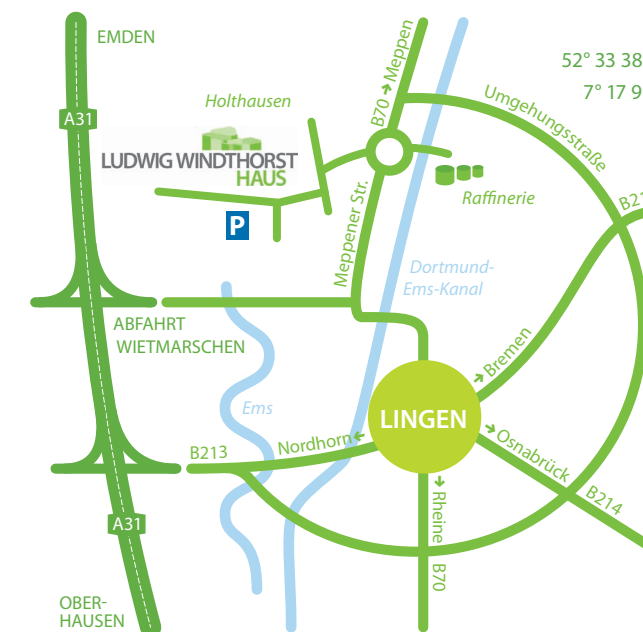 EMDEN
B70 Meppen
52° 33 38
7° 17 9
Umgehungsstraße
Holthausen
A31
LUDWIG WINDTHORST
HAUS
Raffinerie
P
Meppener Str.
Dortmund-
Ems-Kanal
ABFAHRT
WIETMARSCHEN
Bremen
Ems
LINGEN
B213
Nordhorn
Osnabrück
B214
Rheine
B70
A31
OBER-
HAUSEN